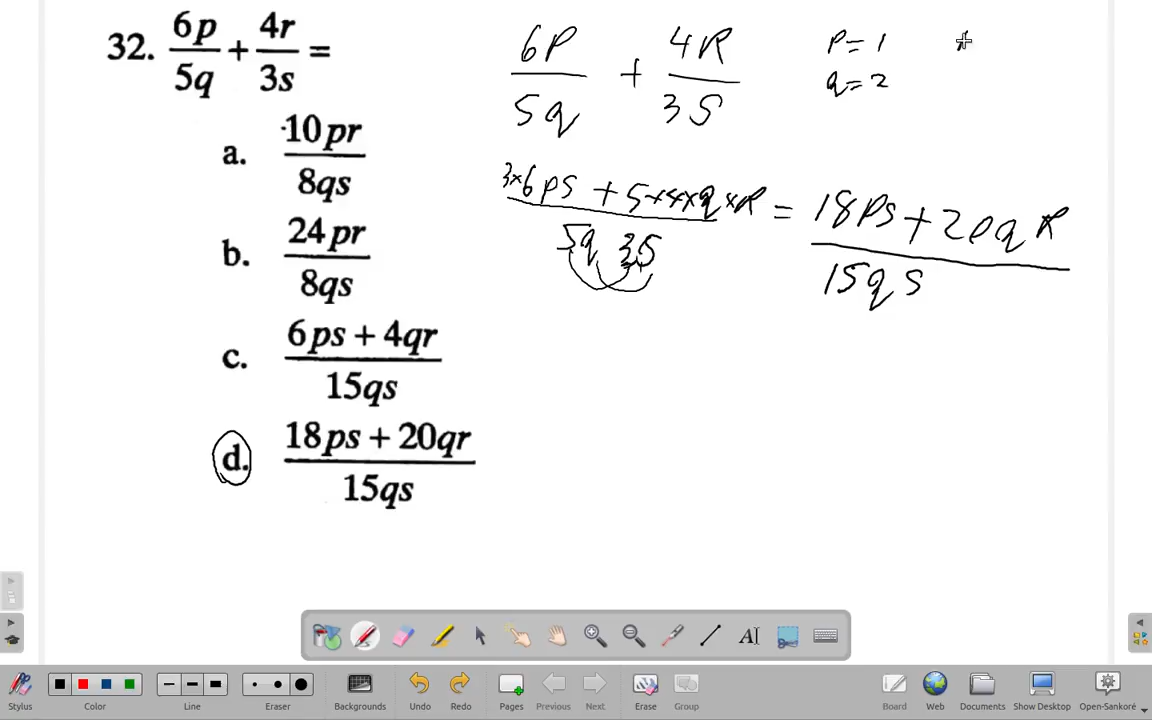 32. 6p/5q + 4r/3s =
a. 10pr/8qs
b. 24pr/8qs
c. 6ps + 4qr/15qs
d. 18ps + 20qr/15qs
6P/5q + 4R/3S
P = 1
q = 2
3×6PS + 5×4×q×R/5q 3S = 18PS + 20qR/15qS
Stylus
Color
Line
Eraser
Backgrounds
Undo
Redo
Pages
Previous
Next
Erase
Group
Board
Web
Documents
Show Desktop
Open-Sankoré